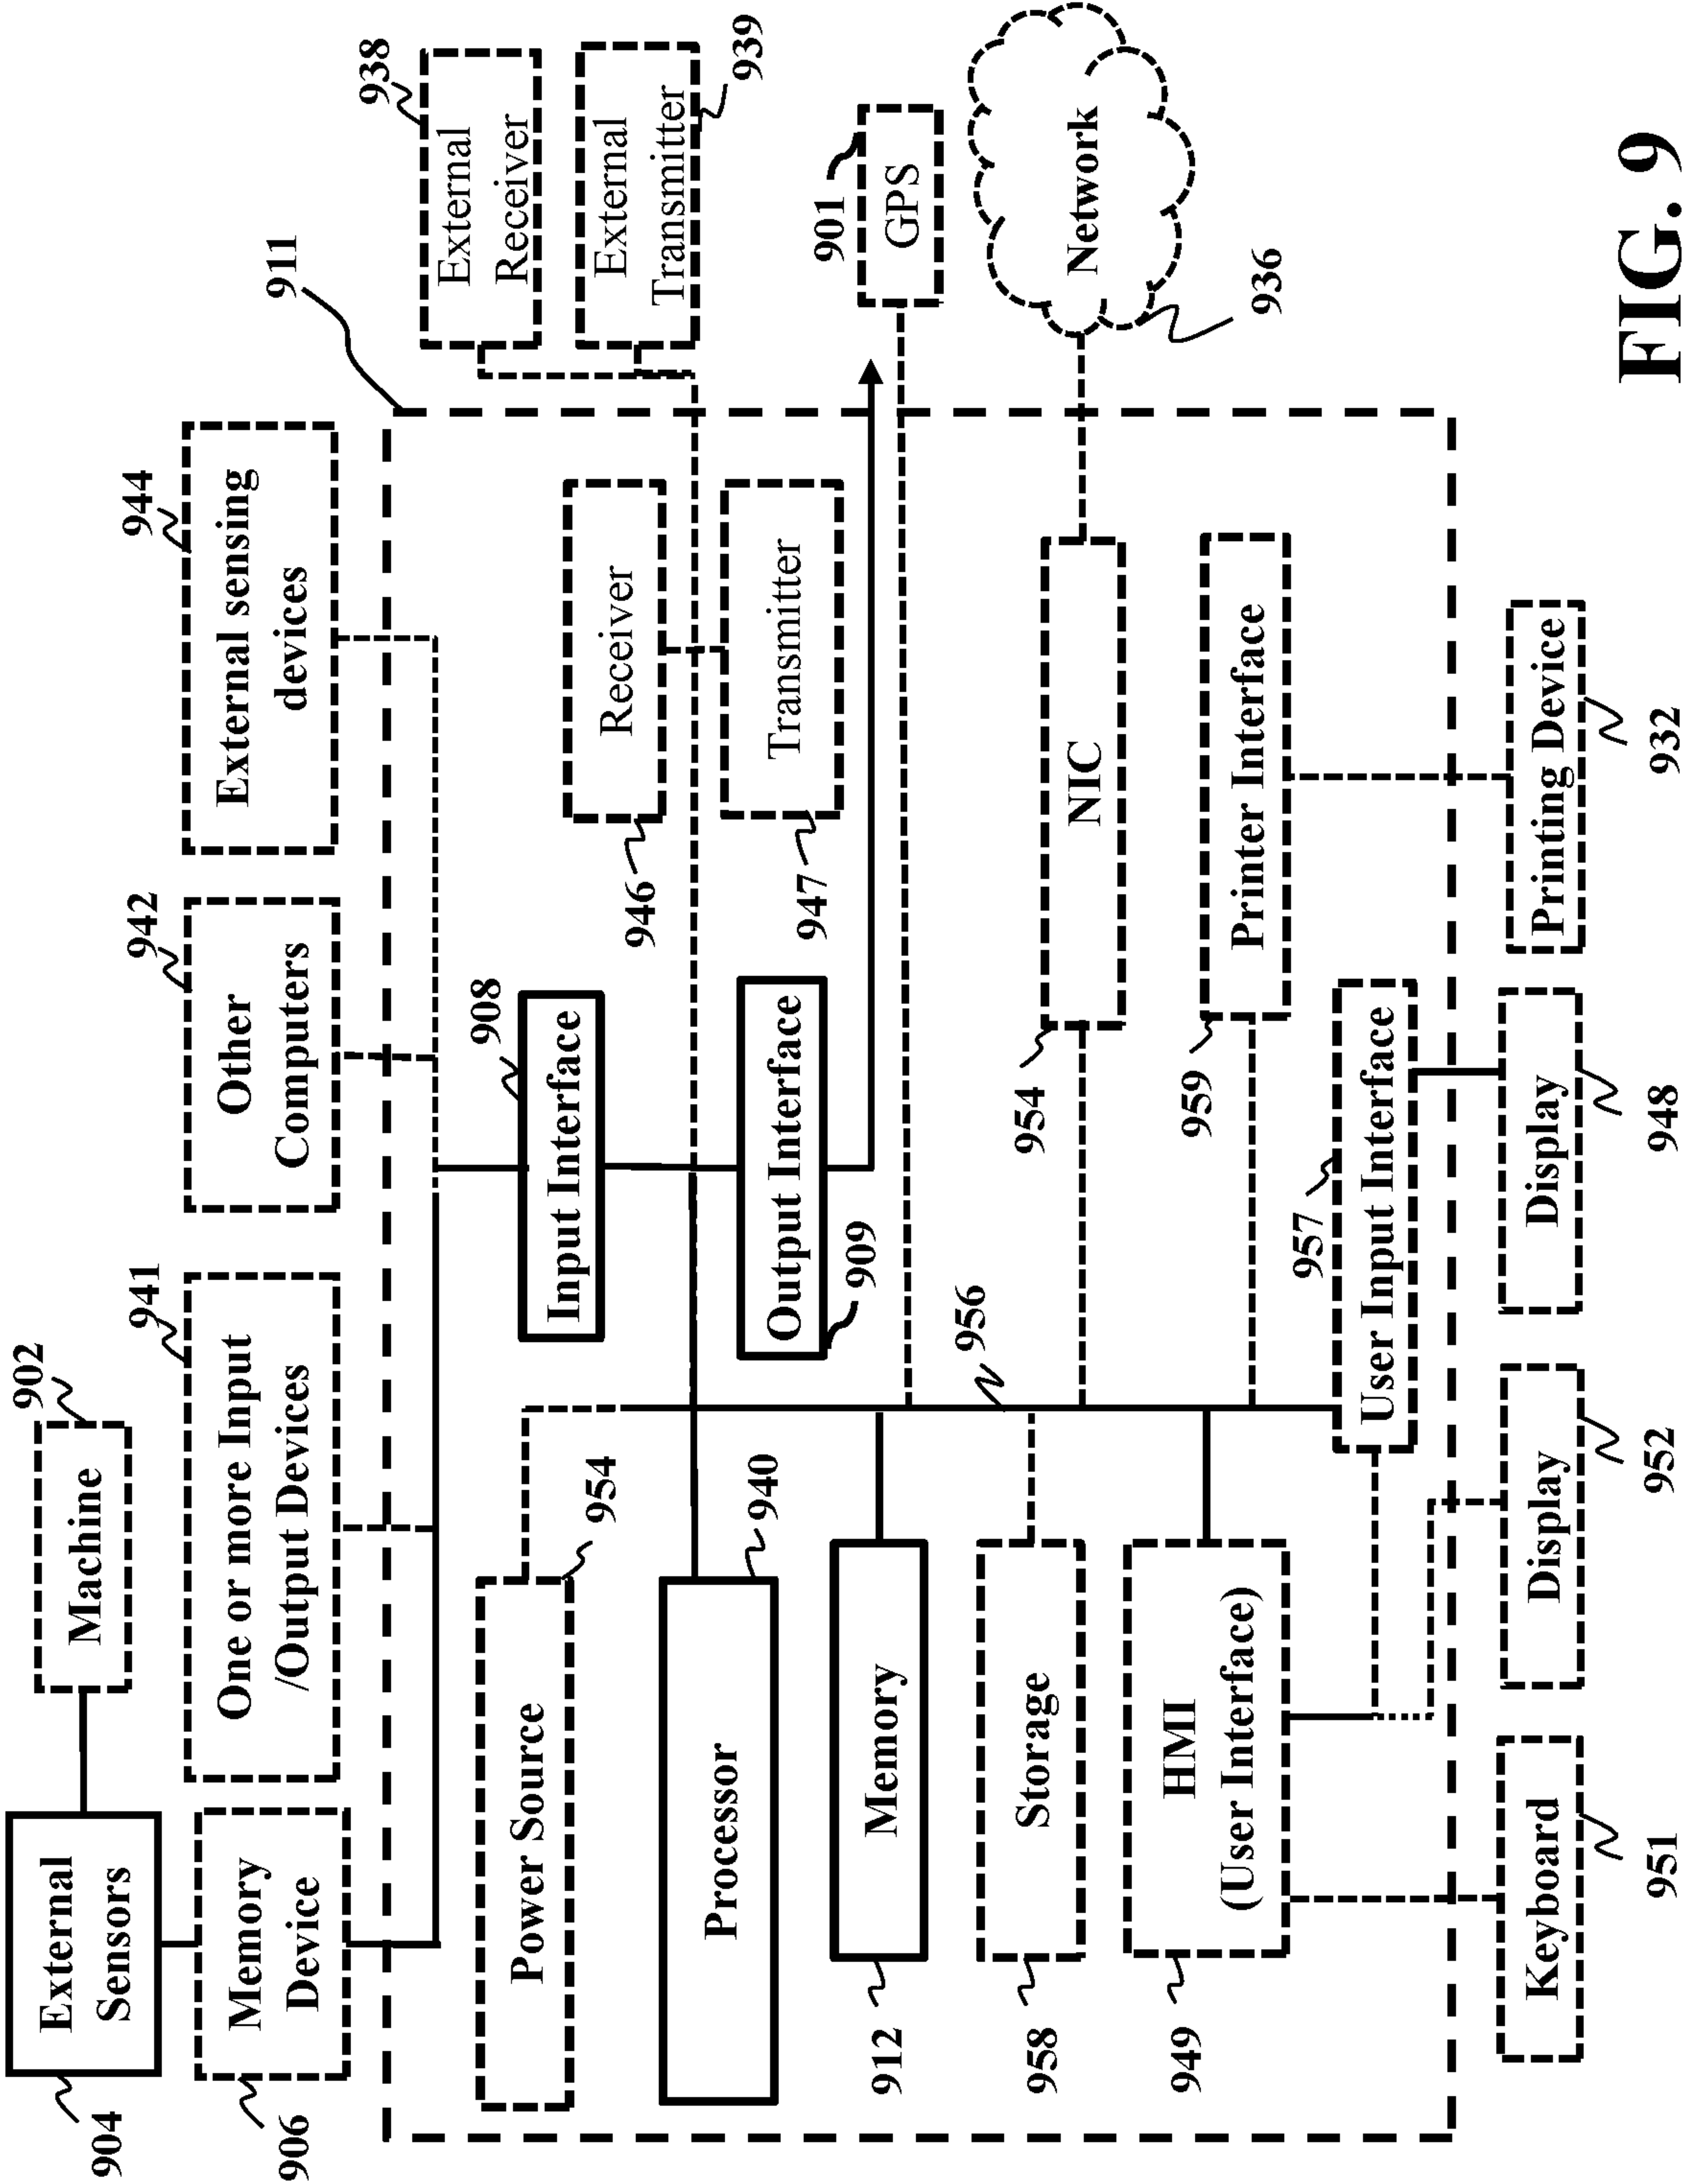 902
Machine
904
External
Sensors
906
Memory
Device
941
One or more Input
/Output Devices
942
Other
Computers
944
External sensing
devices
911
938
External
Receiver
External
Transmitter
939
954
Power Source
908
Input Interface
Receiver
946
940
Processor
Output Interface
909
Transmitter
947
901
GPS
912
Memory
956
958
Storage
954
NIC
Network
936
949
HMI
(User Interface)
959
Printer Interface
957
User Input Interface
Keyboard
951
Display
952
Display
948
Printing Device
932
FIG. 9